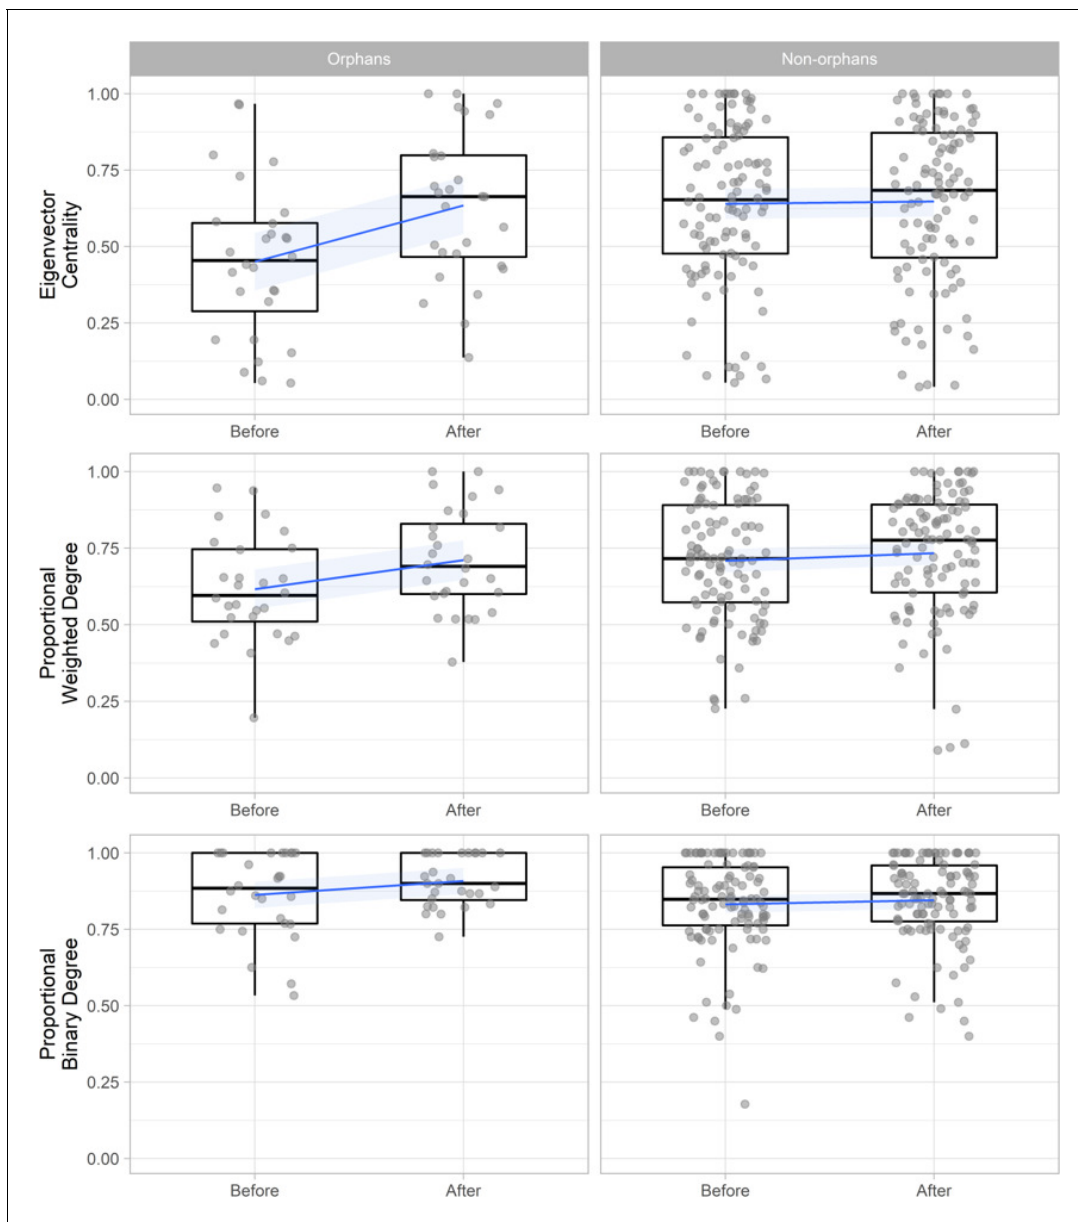 Orphans
Non-orphans
Eigenvector
Centrality
1.00
0.75
0.50
0.25
0.00
Before
After
Before
After
Proportional
Weighted Degree
1.00
0.75
0.50
0.25
0.00
Before
After
Before
After
Proportional
Binary Degree
1.00
0.75
0.50
0.25
0.00
Before
After
Before
After